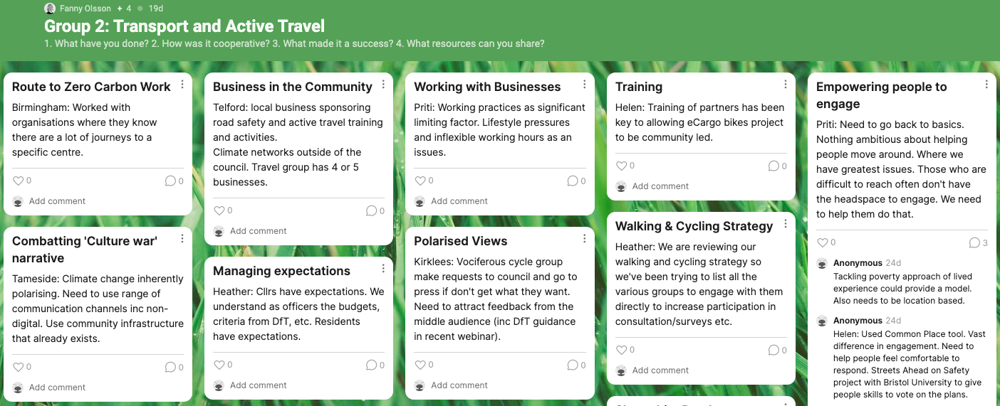 Fanny Olsson + 4 19d
Group 2: Transport and Active Travel
1. What have you done? 2. How was it cooperative? 3. What made it a success? 4. What resources can you share?
Route to Zero Carbon Work
Birmingham: Worked with
organisations where they know
there are a lot of journeys to a
specific centre.
0 0
Add comment
Combatting 'Culture war'
narrative
Tameside: Climate change inherently
polarising. Need to use range of
communication channels inc non-
digital. Use community infrastructure
that already exists.
0 0
Add comment
Business in the Community
Telford: local business sponsoring
road safety and active travel training
and activities.
Climate networks outside of the
council. Travel group has 4 or 5
businesses.
0 0
Add comment
Managing expectations
Heather: Cllrs have expectations. We
understand as officers the budgets,
criteria from DfT, etc. Residents
have expectations.
0 0
Add comment
Working with Businesses
Priti: Working practices as significant
limiting factor. Lifestyle pressures
and inflexible working hours as an
issues.
0 0
Add comment
Polarised Views
Kirklees: Vociferous cycle group
make requests to council and go to
press if don't get what they want.
Need to attract feedback from the
middle audience (inc DfT guidance
in recent webinar).
0 0
Add comment
Training
Helen: Training of partners has been
key to allowing eCargo bikes project
to be community led.
0 0
Add comment
Walking & Cycling Strategy
Heather: We are reviewing our
walking and cycling strategy so
we've been trying to list all the
various groups to engage with them
directly to increase participation in
consultation/surveys etc.
0 0
Add comment
Empowering people to
engage
Priti: Need to go back to basics.
Nothing ambitious about helping
people move around. Where we
have greatest issues. Those who are
difficult to reach often don't have
the headspace to engage. We need
to help them do that.
0 3
Anonymous 24d
Tackling poverty approach of lived
experience could provide a model.
Also needs to be location based.
Anonymous 24d
Helen: Used Common Place tool. Vast
difference in engagement. Need to
help people feel comfortable to
respond. Streets Ahead on Safety
project with Bristol University to give
people skills to vote on the plans.